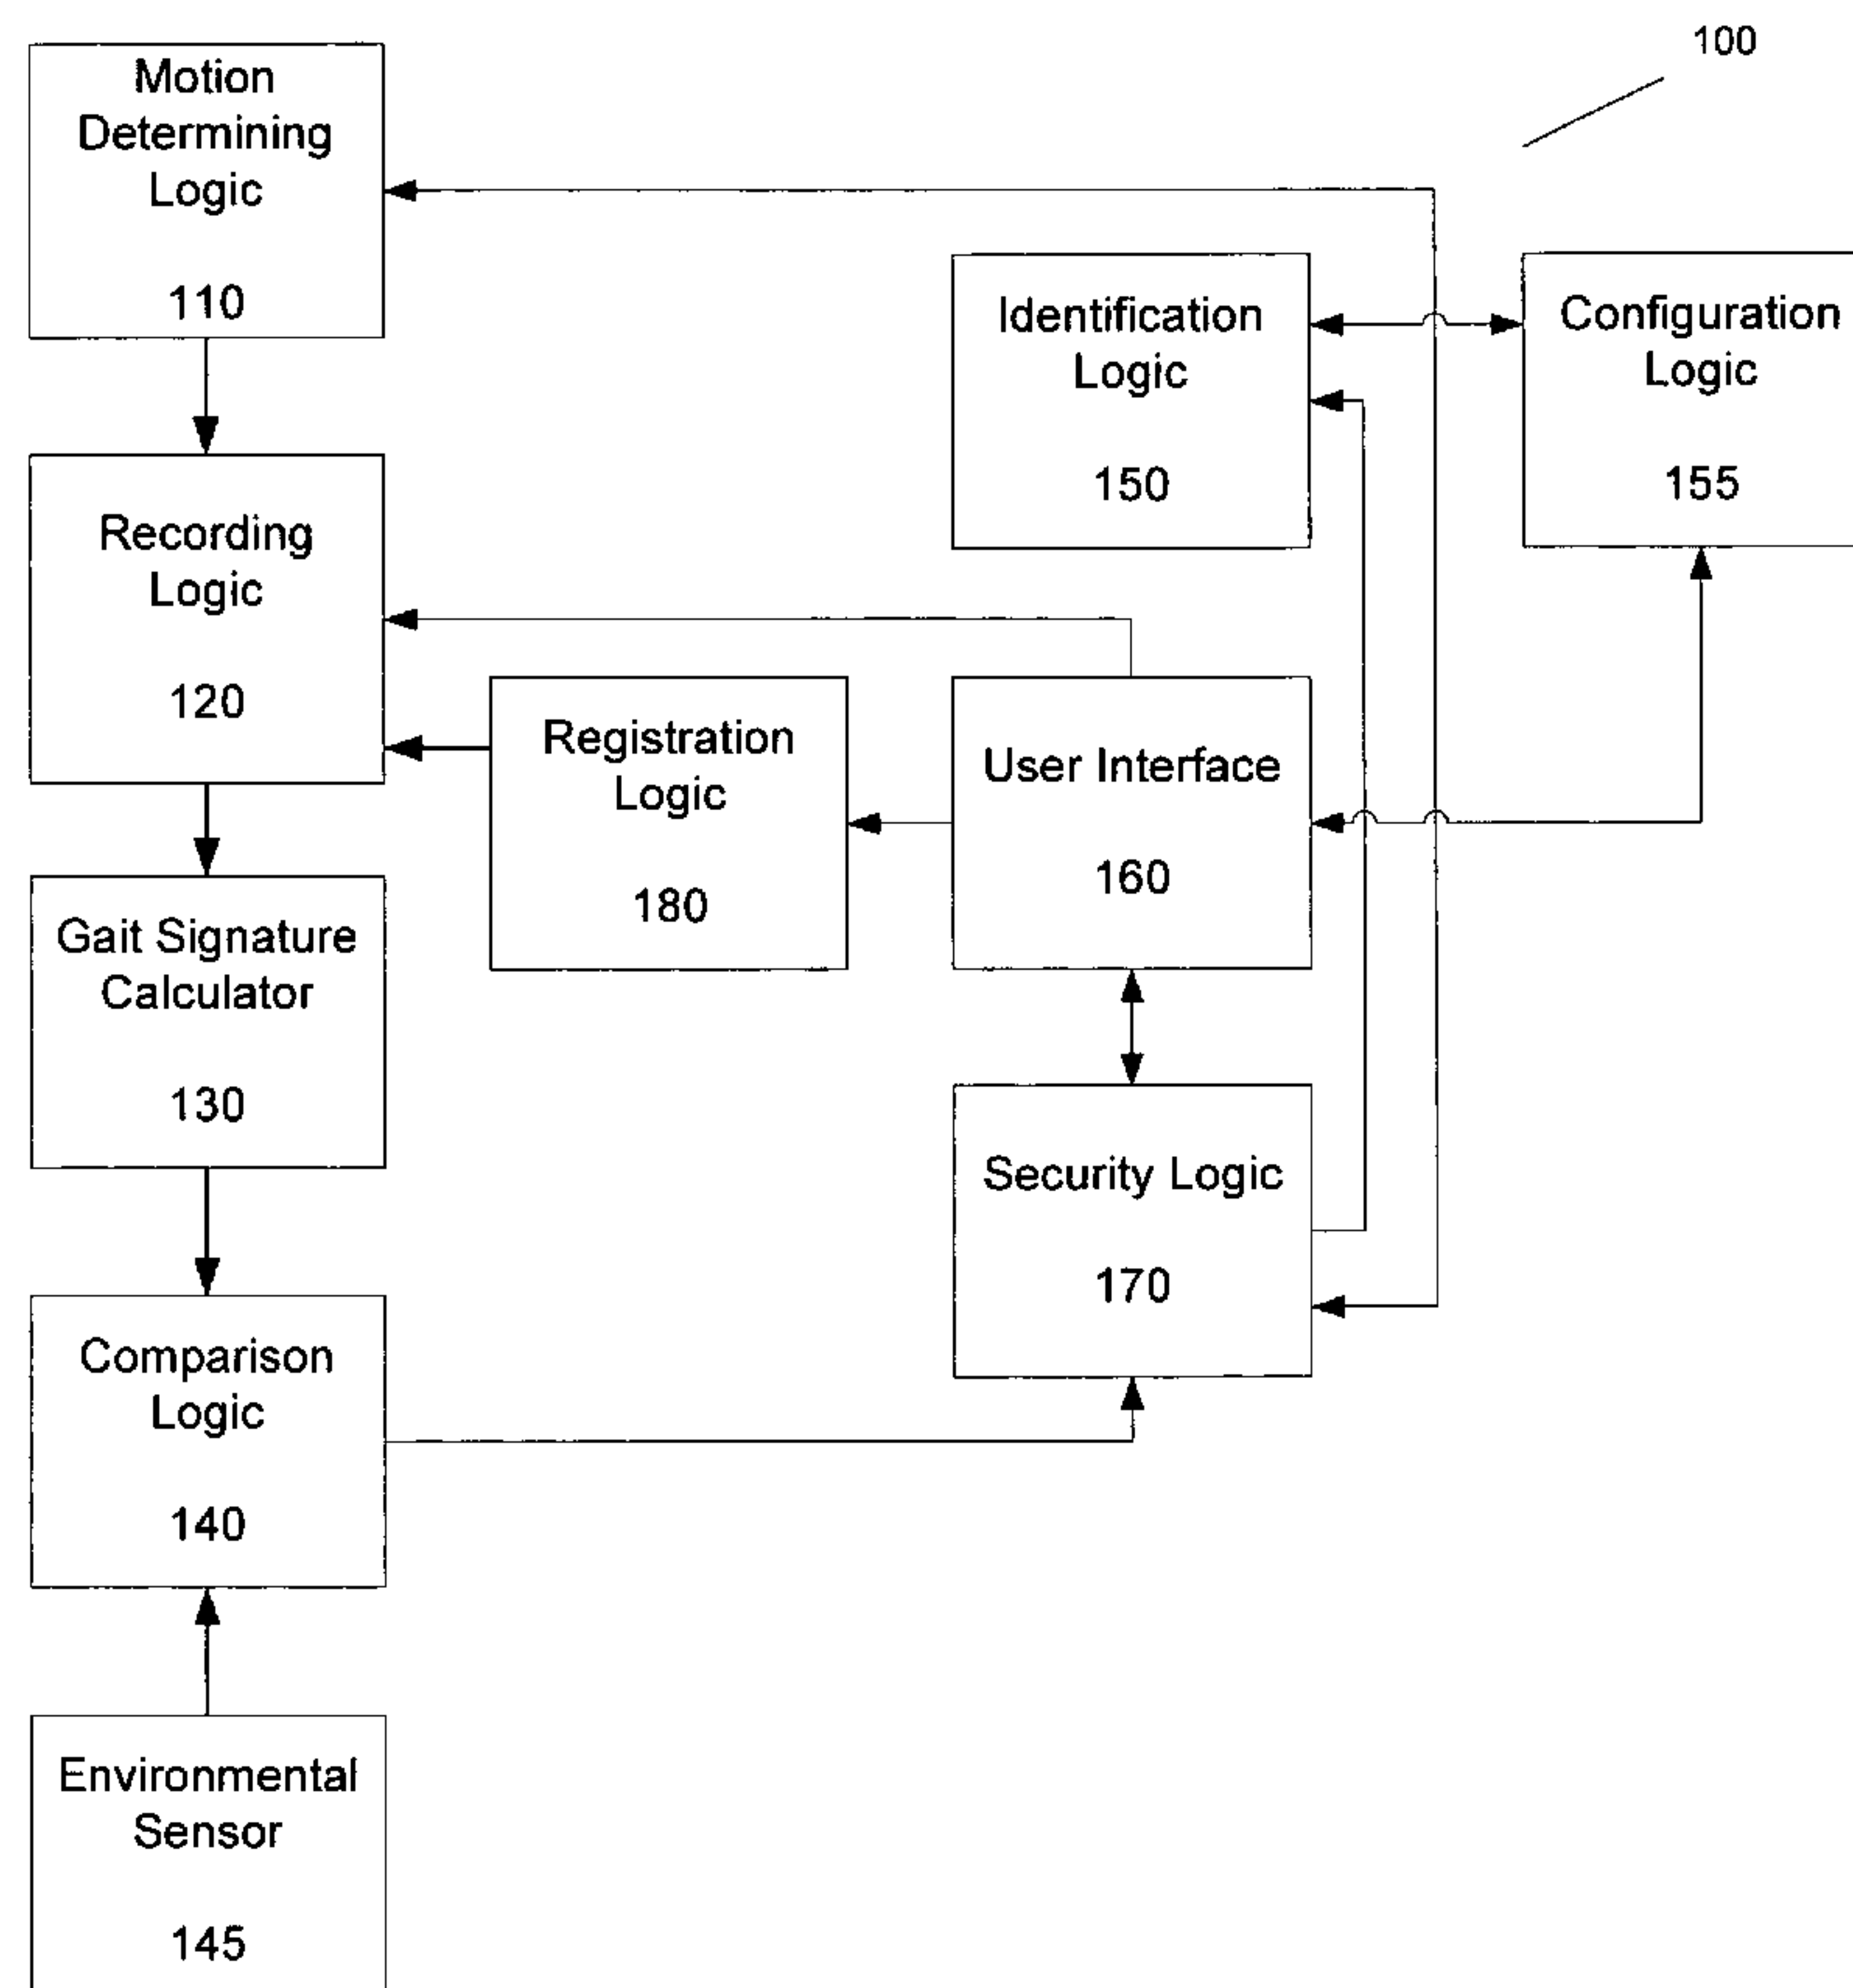 100
Motion
Determining
Logic
110
Identification
Logic
150
Configuration
Logic
155
Recording
Logic
120
Registration
Logic
180
User Interface
160
Gait Signature
Calculator
130
Security Logic
170
Comparison
Logic
140
Environmental
Sensor
145